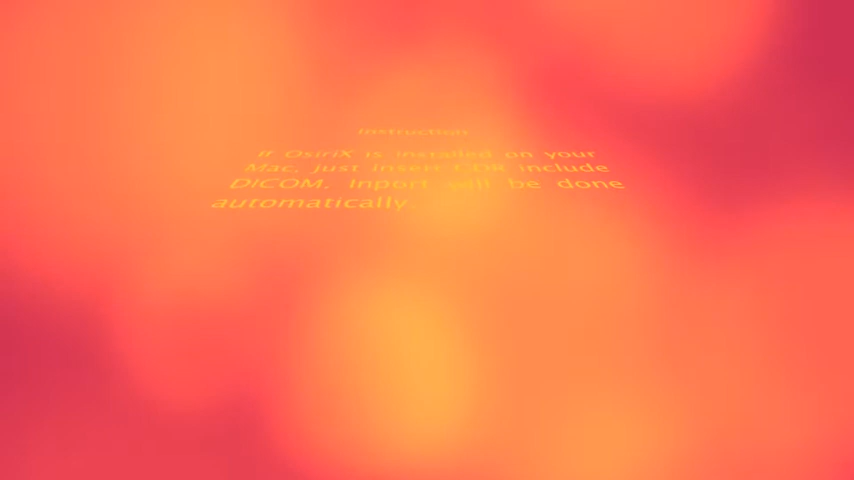 Instruction
If OsiriX is installed on your
Mac, just insert CDR include
DICOM. Inport will be done
automatically.